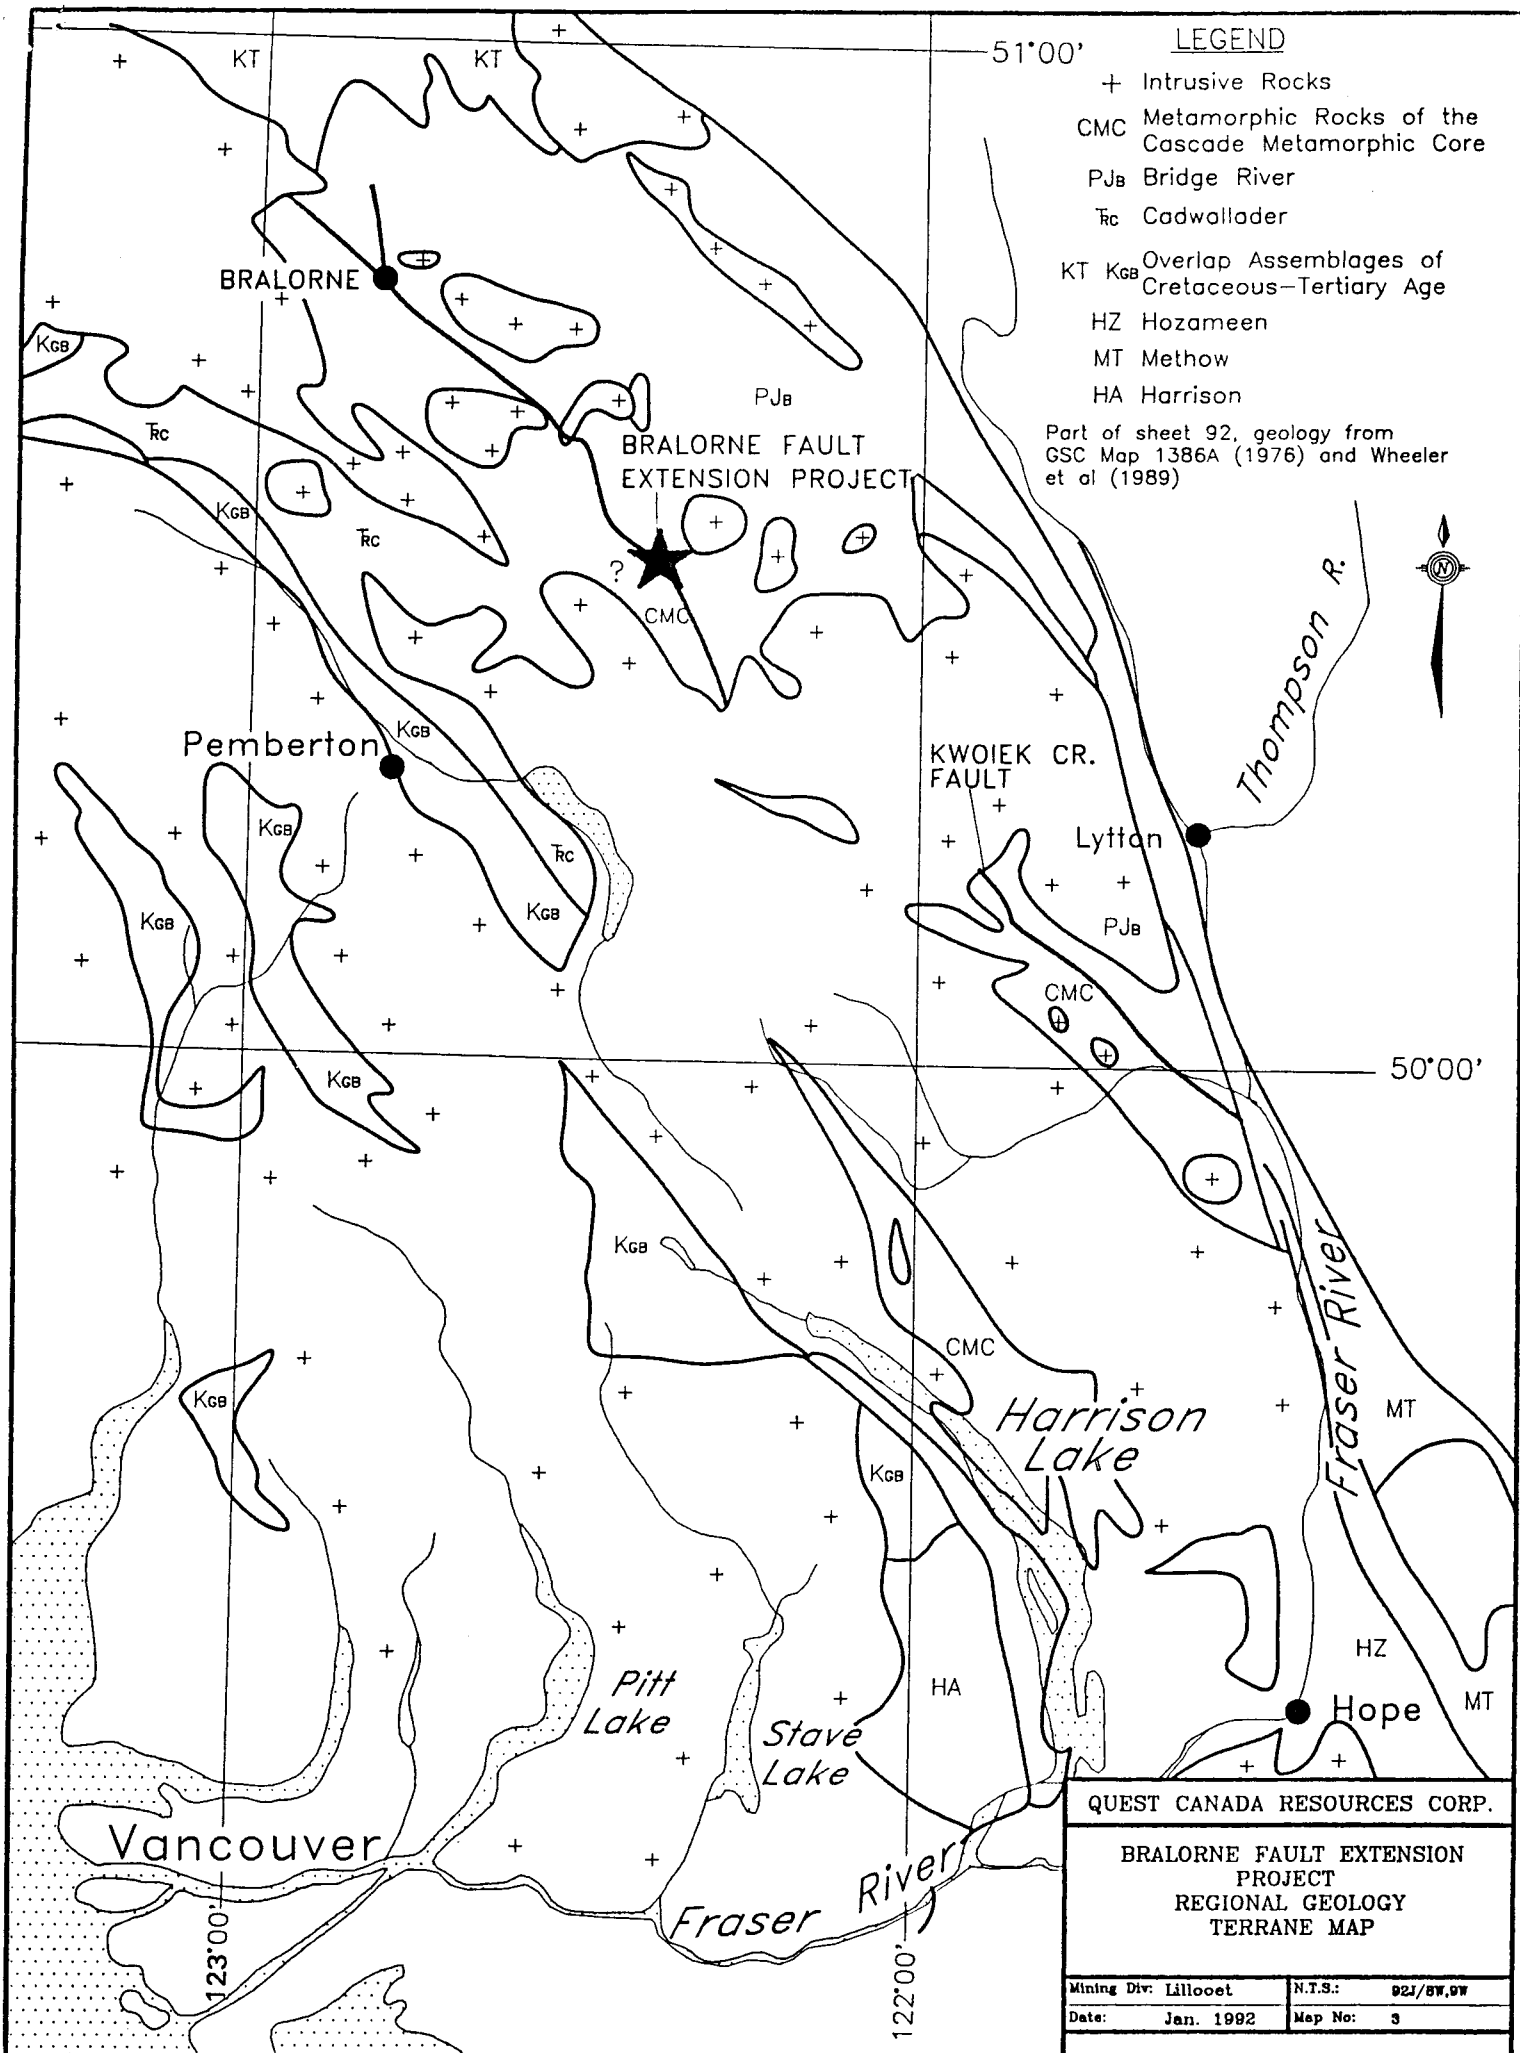 KT
KT
51°00'
LEGEND
+ Intrusive Rocks
CMC Metamorphic Rocks of the
Cascade Metamorphic Core
PJB Bridge River
TRC Cadwallader
KT KGB Overlap Assemblages of
Cretaceous-Tertiary Age
HZ Hozameen
MT Methow
HA Harrison
Part of sheet 92, geology from
GSC Map 1386A (1976) and Wheeler
et al (1989)
BRALORNE
KGB
PJB
TRC
BRALORNE FAULT
EXTENSION PROJECT
KGB
TRC
?
CMC
N
Thompson R.
KGB
Pemberton
KWOIEK CR.
FAULT
Lytton
KGB
TRC
KGB
KGB
PJB
CMC
50°00'
KGB
KGB
CMC
Fraser River
KGB
Harrison
Lake
MT
KGB
HZ
HA
Pitt
Lake
Stave
Lake
Hope
MT
Vancouver
Fraser River
123°00'
122°00'
QUEST CANADA RESOURCES CORP.
BRALORNE FAULT EXTENSION
PROJECT
REGIONAL GEOLOGY
TERRANE MAP
Mining Div: Lillooet N.T.S.: 92J/8W,9W
Date: Jan. 1992 Map No: 3